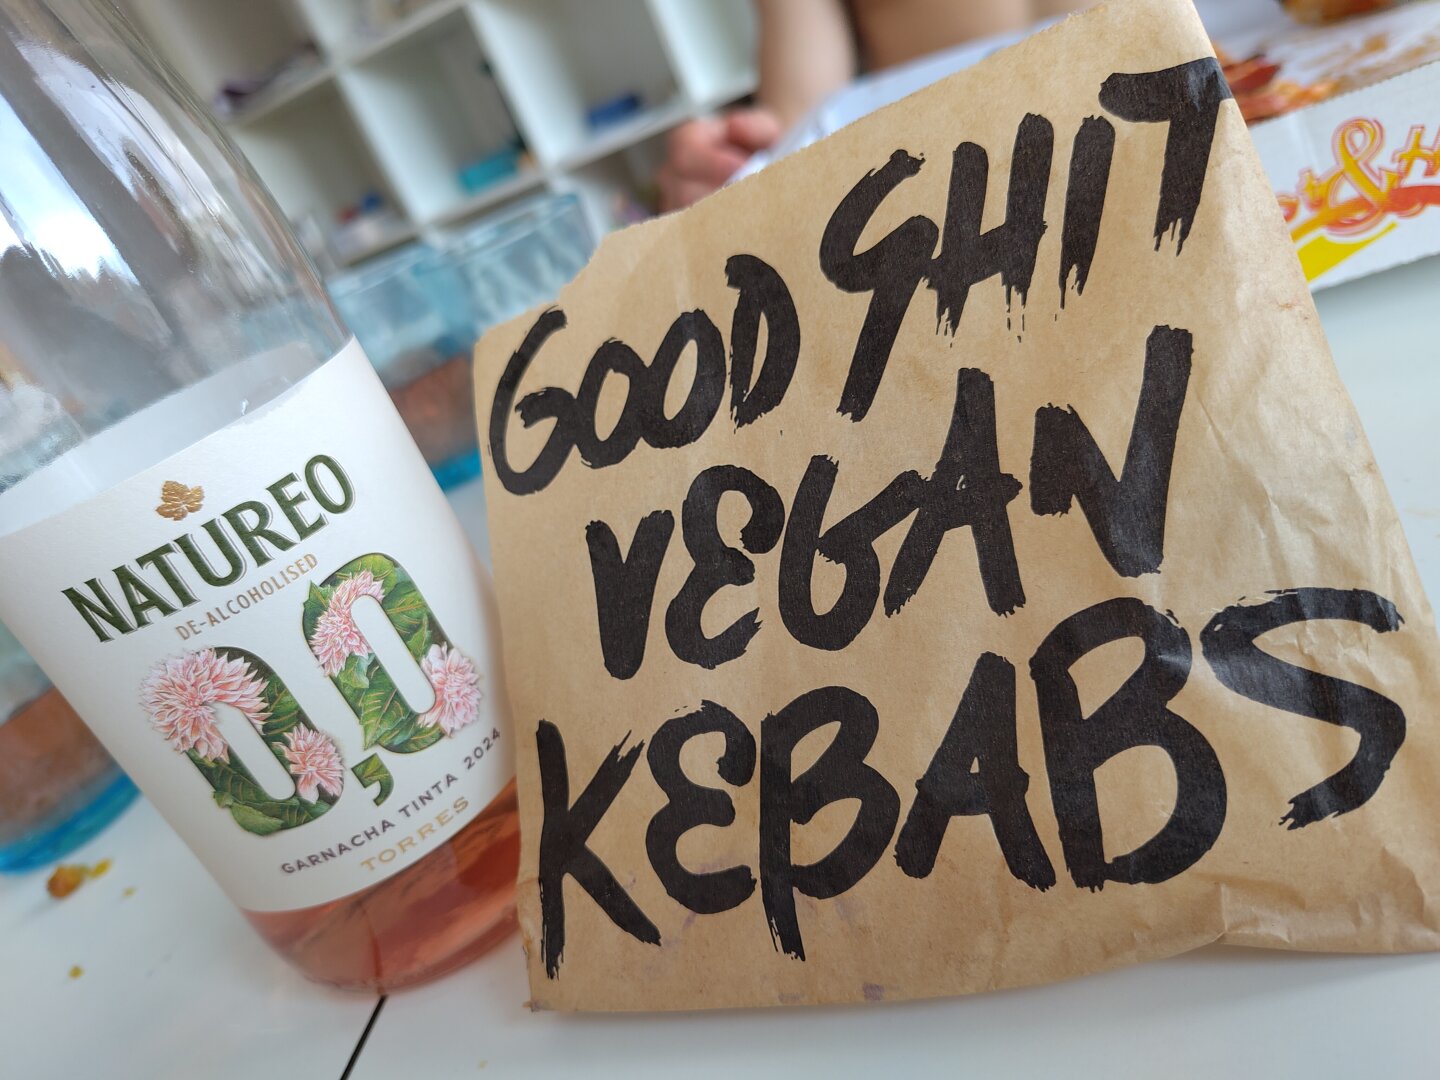 NATUREO
DE-ALCOHOLISED
0,0
GARNACHA TINTA 2024
TORRES
GOOD SHIT
VEGAN
KEBABS